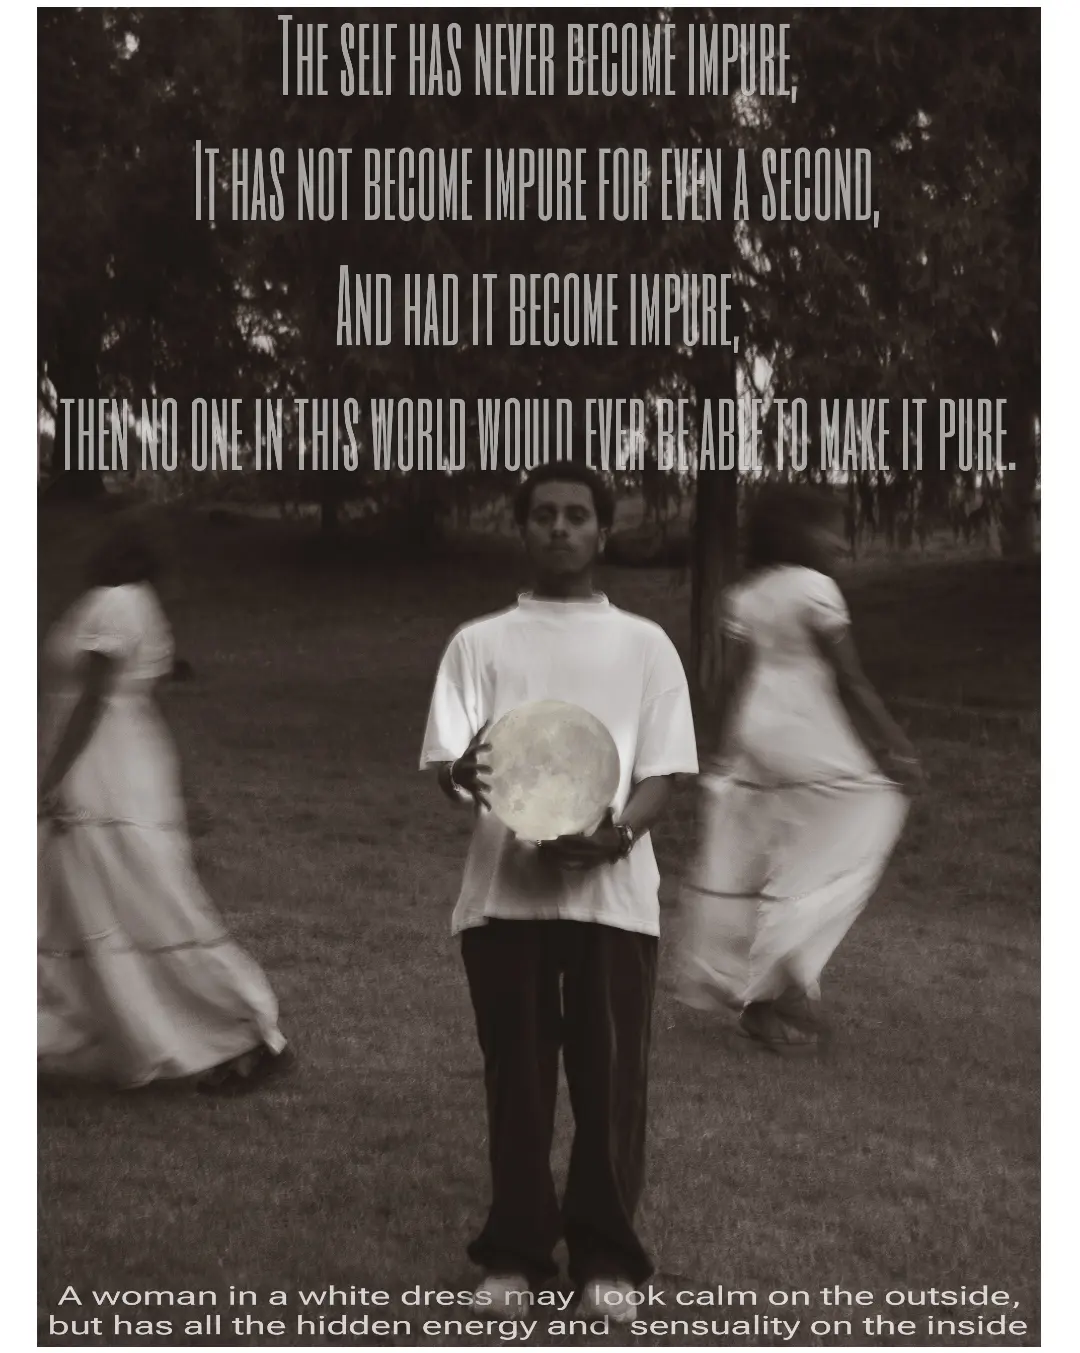 The self has never become impure,
It has not become impure for even a second,
And had it become impure,
then no one in this world would ever be able to make it pure.
A woman in a white dress may look calm on the outside,
but has all the hidden energy and sensuality on the inside